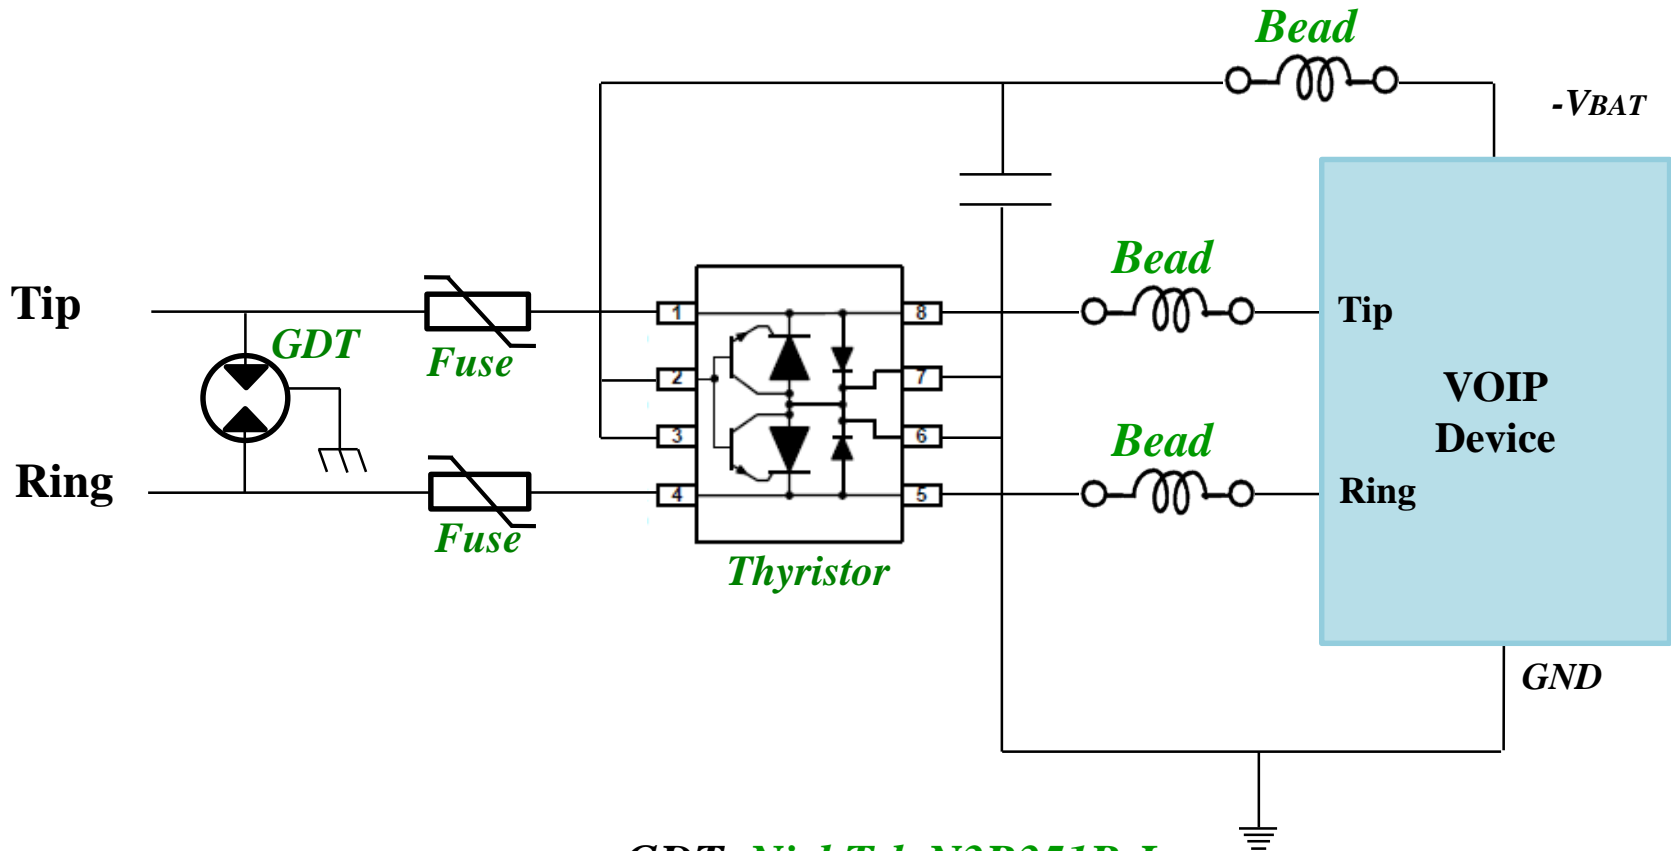 Bead
-VBAT
Bead
Tip
GDT
Fuse
1
8
Tip
2
7
VOIP
Device
3
6
Bead
Ring
4
5
Ring
Fuse
Thyristor
GND
GDT